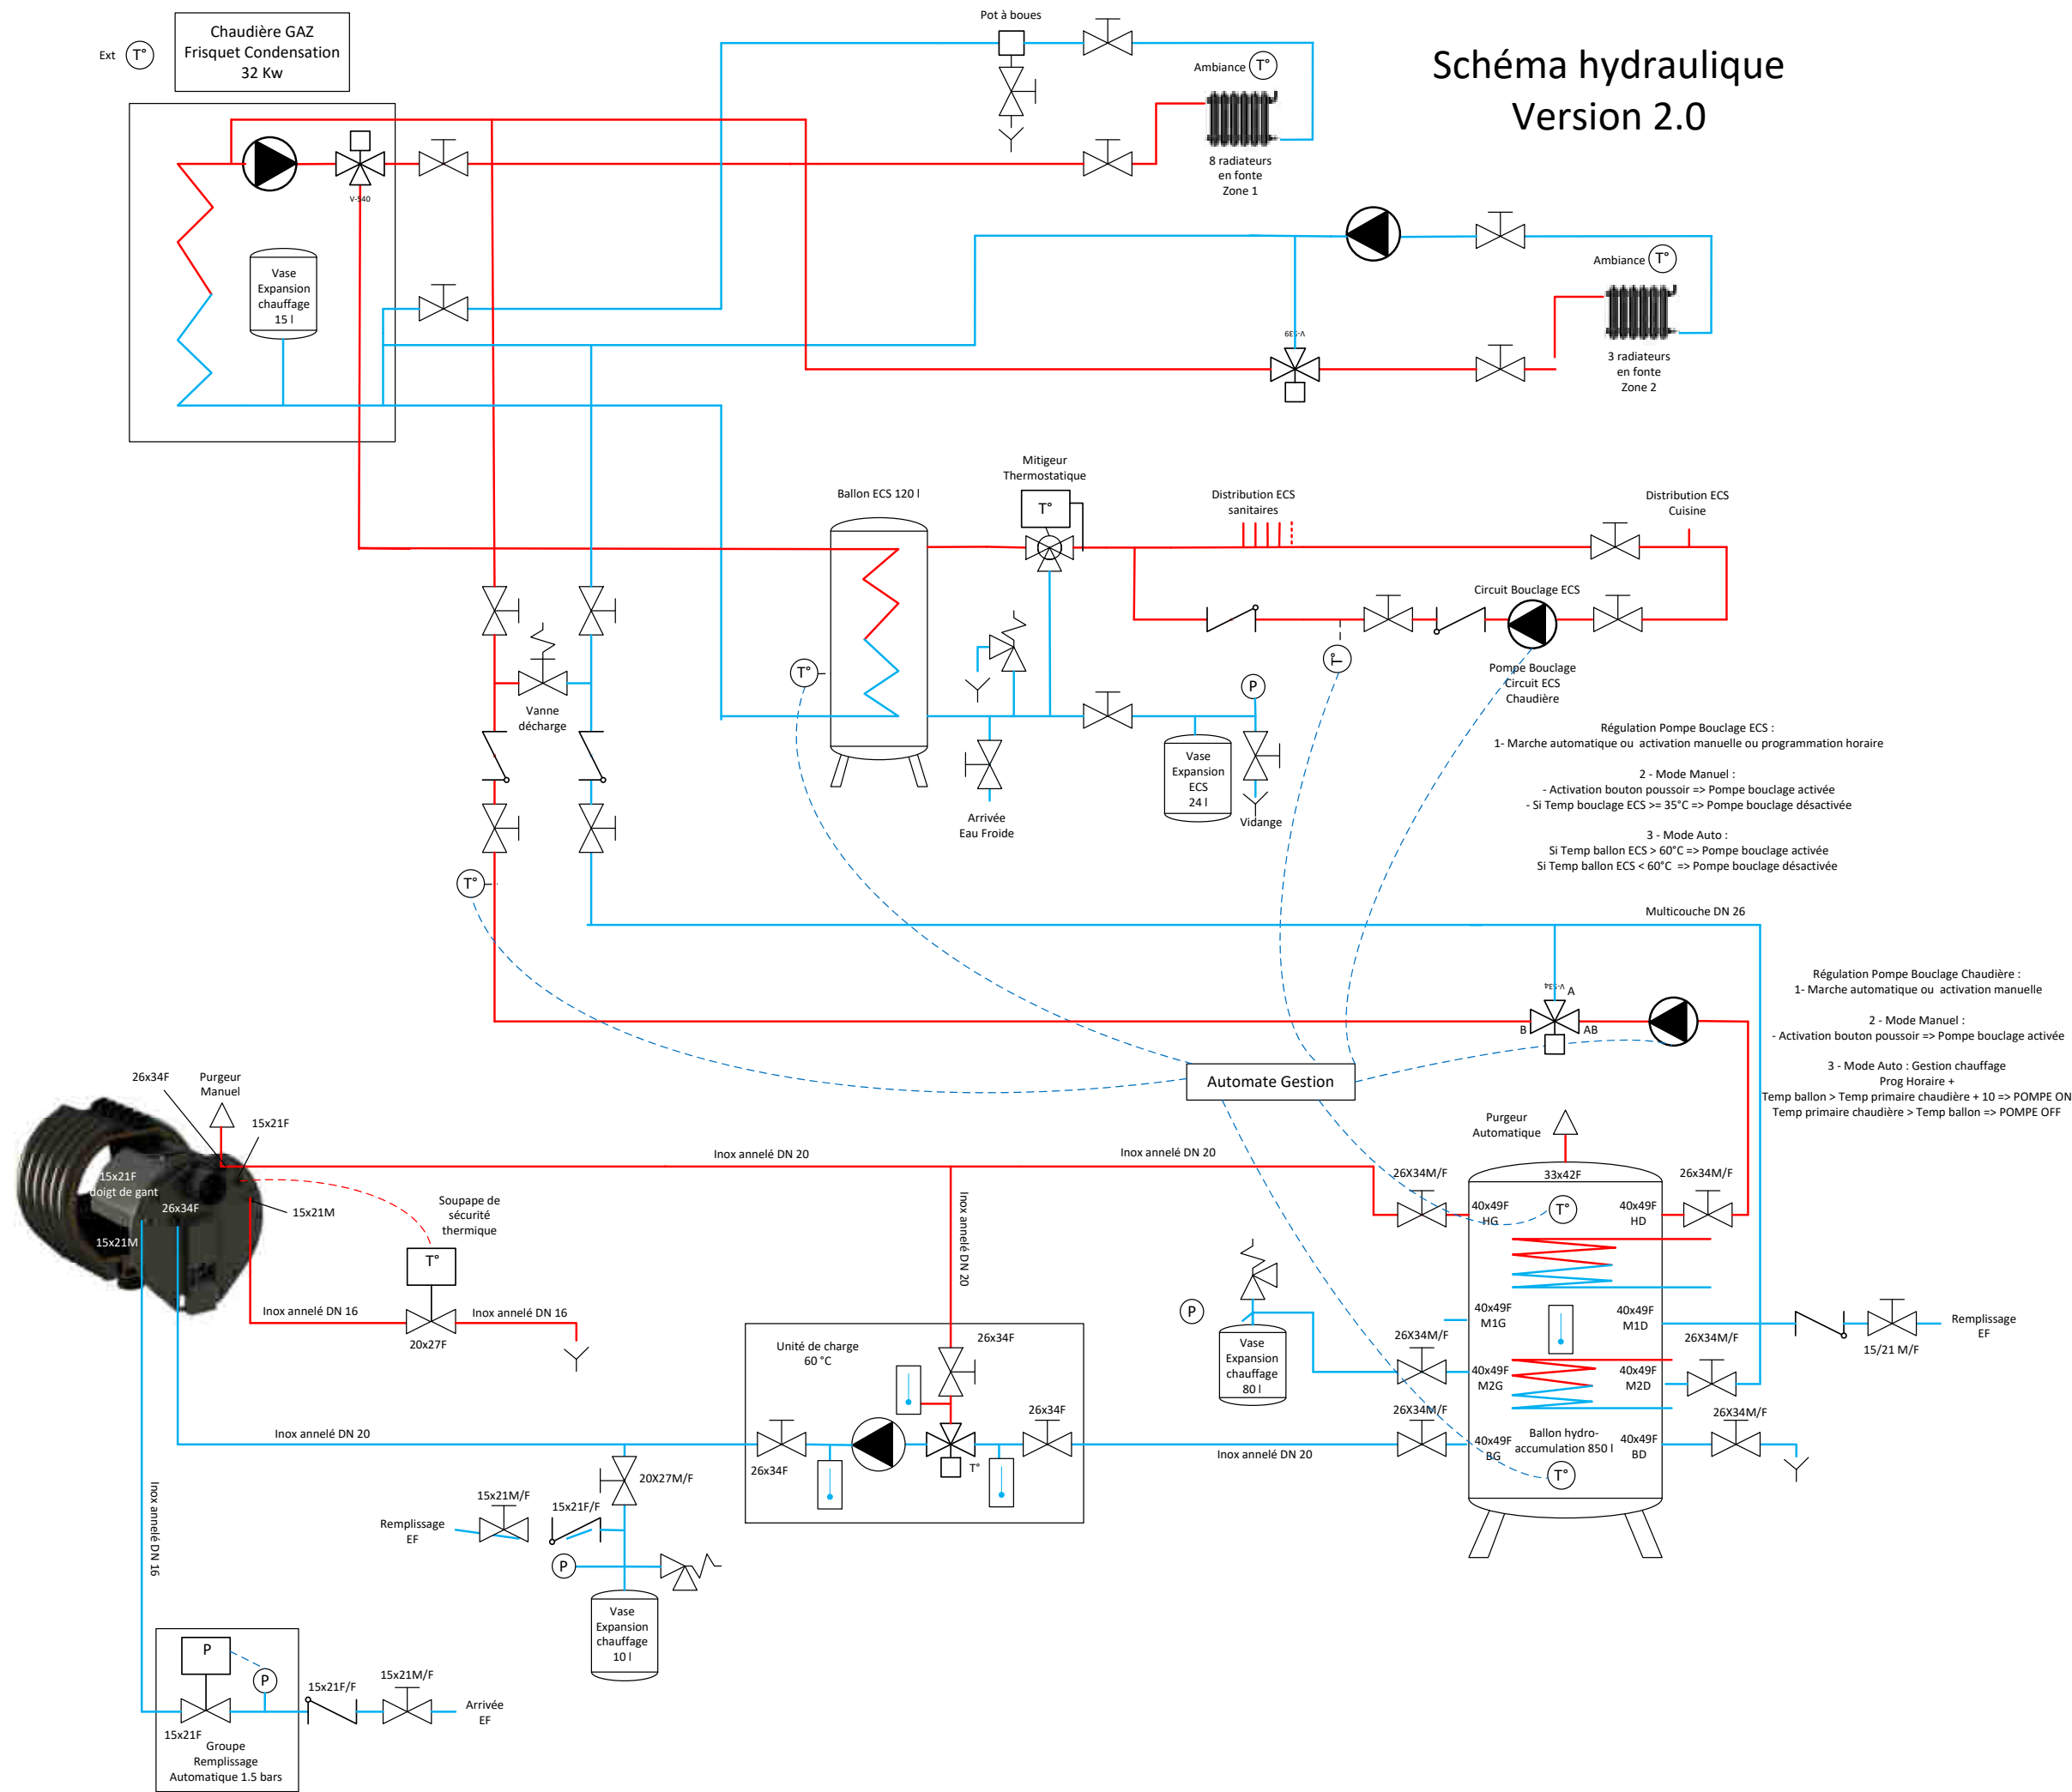 Schéma hydraulique
Version 2.0
Ext
T°
Chaudière GAZ
Frisquet Condensation
32 Kw
Pot à boues
Ambiance
T°
8 radiateurs
en fonte
Zone 1
V-540
Vase
Expansion
chauffage
15 l
Ambiance
T°
V-539
3 radiateurs
en fonte
Zone 2
Ballon ECS 120 l
Mitigeur
Thermostatique
T°
Distribution ECS
sanitaires
Distribution ECS
Cuisine
Circuit Bouclage ECS
T°
T°
Pompe Bouclage
Circuit ECS
Chaudière
P
Vanne
décharge
Vase
Expansion
ECS
24 l
Arrivée
Eau Froide
Vidange
Régulation Pompe Bouclage ECS :
1- Marche automatique ou  activation manuelle ou programmation horaire
2 - Mode Manuel :
- Activation bouton poussoir => Pompe bouclage activée
- Si Temp bouclage ECS >= 35°C => Pompe bouclage désactivée
3 - Mode Auto :
Si Temp ballon ECS > 60°C => Pompe bouclage activée
Si Temp ballon ECS < 60°C  => Pompe bouclage désactivée
T°
Multicouche DN 26
V-534
A
B
AB
Régulation Pompe Bouclage Chaudière :
1- Marche automatique ou  activation manuelle
2 - Mode Manuel :
- Activation bouton poussoir => Pompe bouclage activée
3 - Mode Auto : Gestion chauffage
Prog Horaire +
Temp ballon > Temp primaire chaudière + 10 => POMPE ON
Temp primaire chaudière > Temp ballon => POMPE OFF
Automate Gestion
26x34F
Purgeur
Manuel
15x21F
15x21F
doigt de gant
26x34F
15x21M
15x21M
Inox annelé DN 20
Inox annelé DN 20
Inox annelé DN 20
Soupape de
sécurité
thermique
T°
Inox annelé DN 16
Inox annelé DN 16
20x27F
Purgeur
Automatique
33x42F
26X34M/F
26x34M/F
40x49F
HG
T°
40x49F
HD
P
Vase
Expansion
chauffage
80 l
26X34M/F
40x49F
M1G
40x49F
M1D
26X34M/F
15/21 M/F
Remplissage
EF
40x49F
M2G
40x49F
M2D
26X34M/F
26X34M/F
40x49F
BG
Ballon hydro-
accumulation 850 l
40x49F
BD
T°
Unité de charge
60 °C
26x34F
26x34F
26x34F
T°
Inox annelé DN 20
Inox annelé DN 20
20X27M/F
15x21M/F
15x21F/F
Remplissage
EF
P
Vase
Expansion
chauffage
10 l
Inox annelé DN 16
P
P
15x21F
15x21F/F
15x21M/F
Arrivée
EF
Groupe
Remplissage
Automatique 1.5 bars